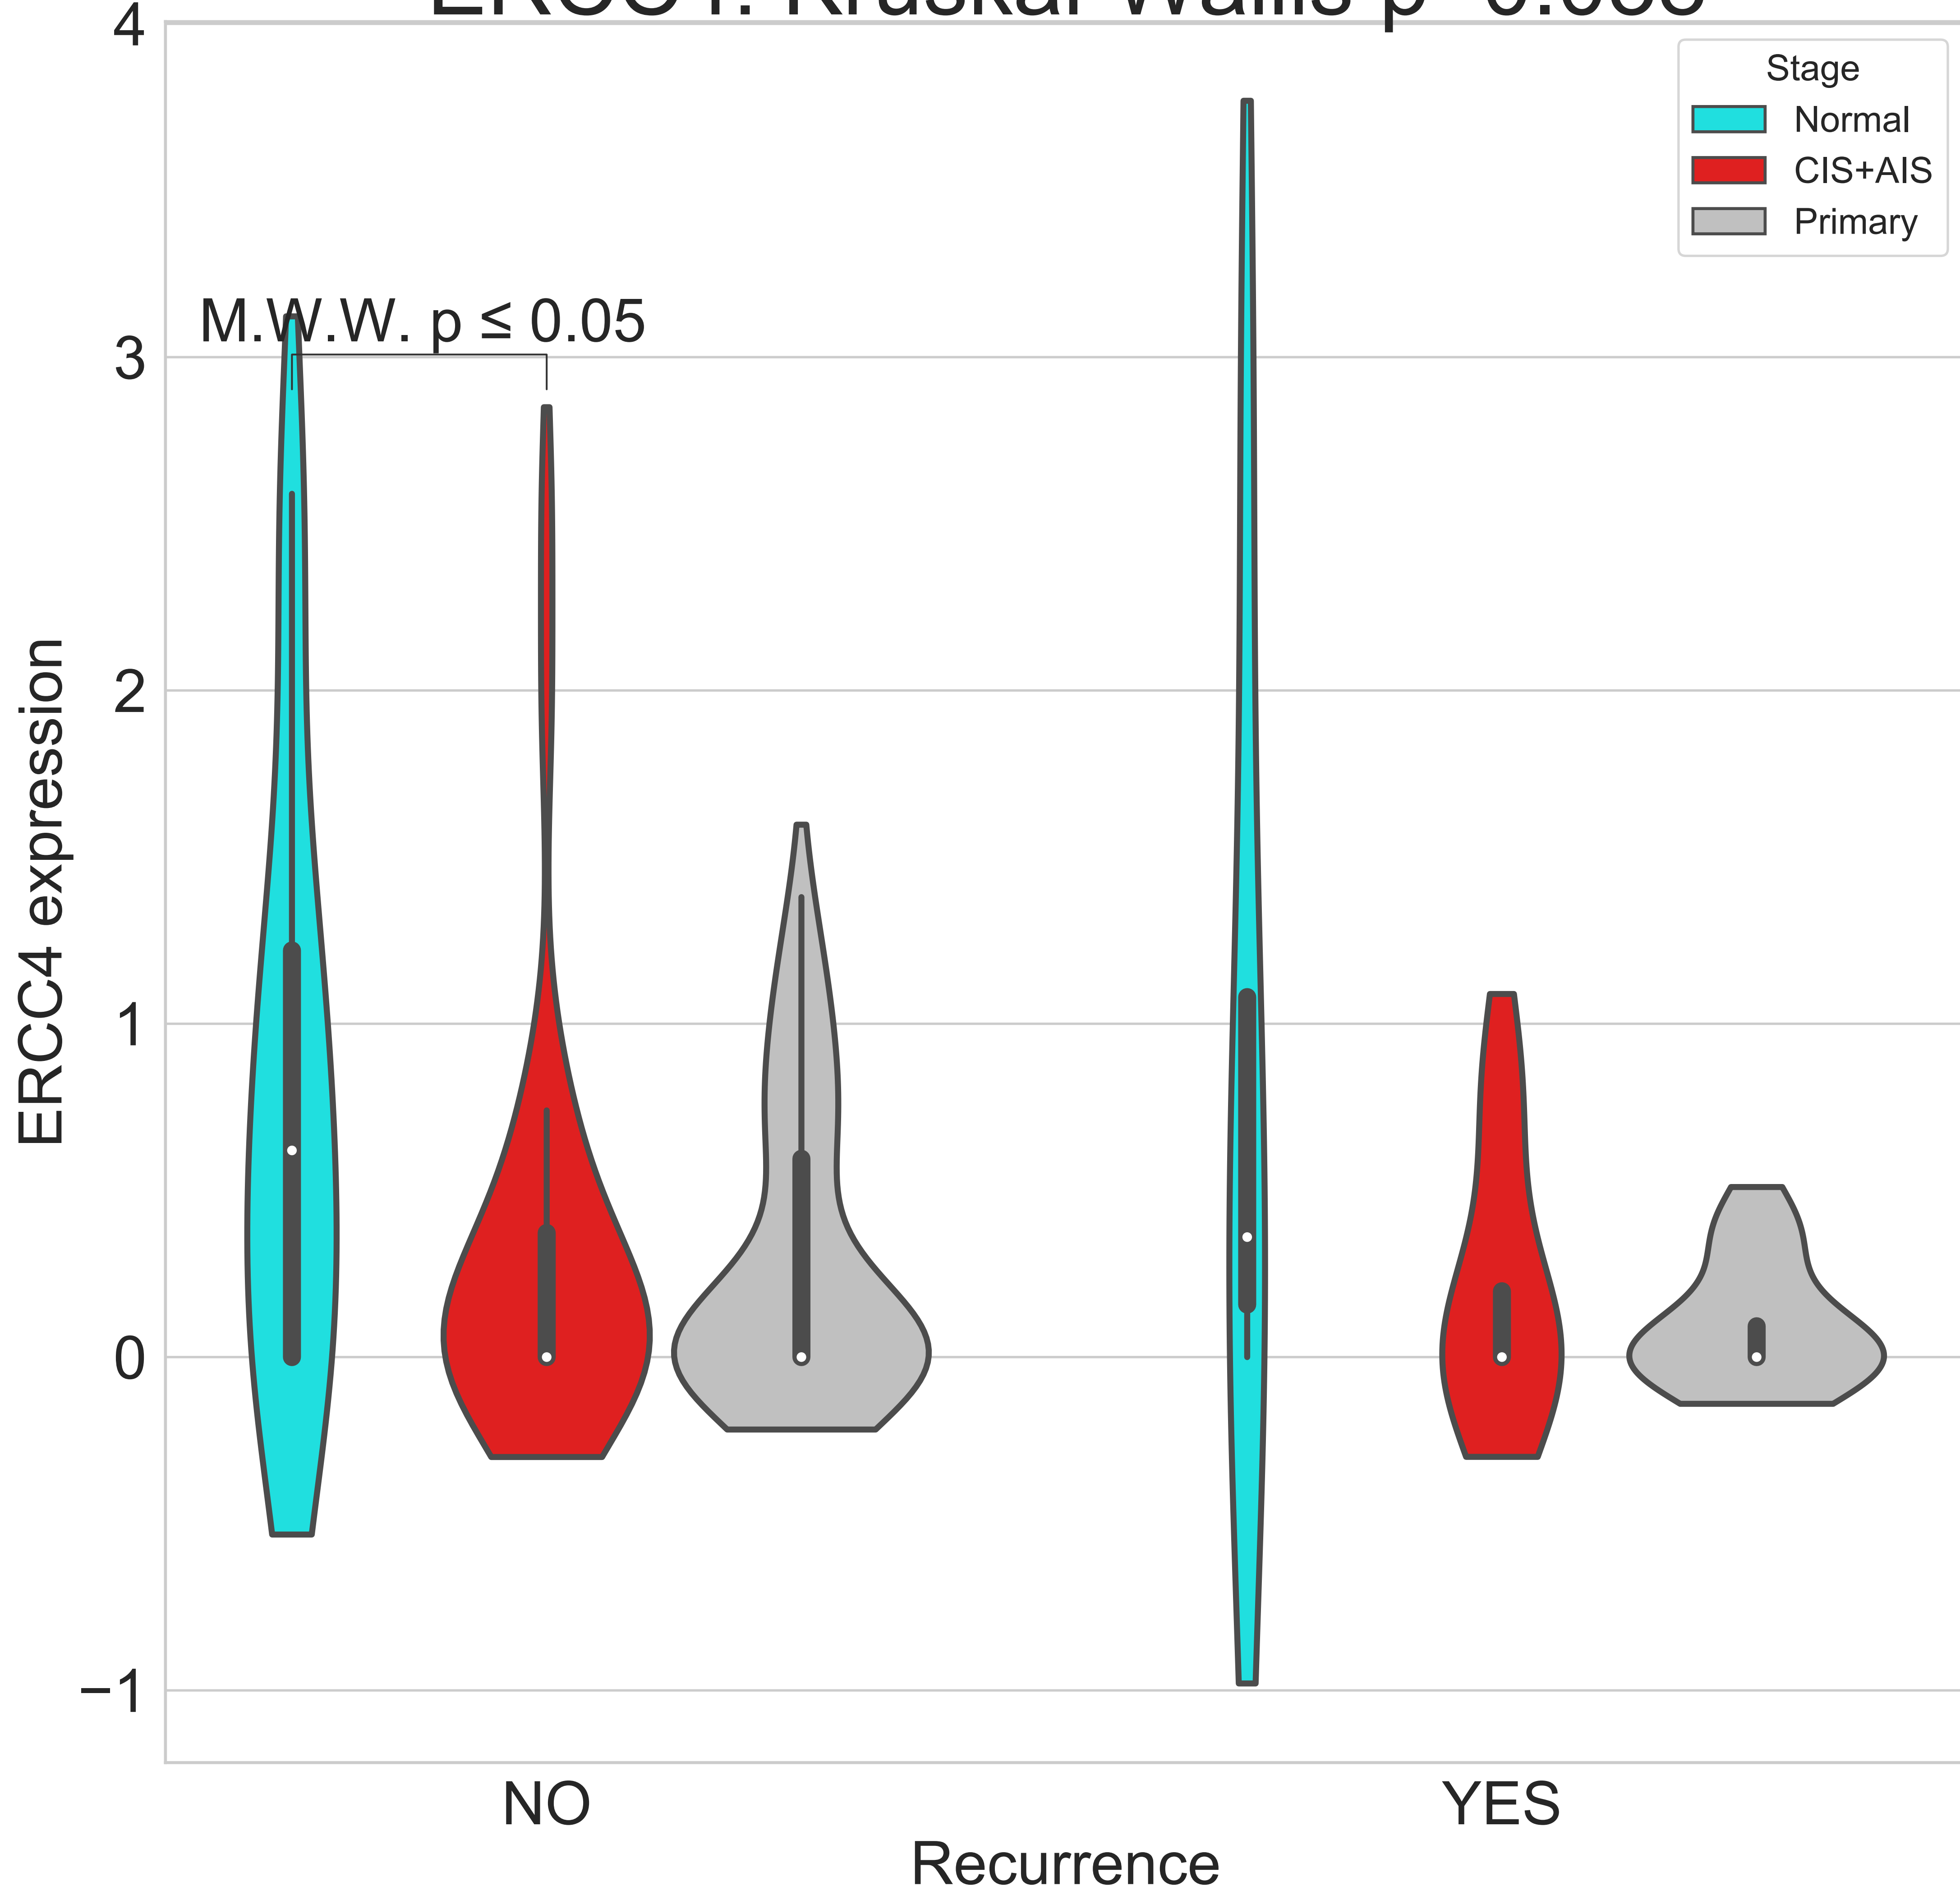 4
3
2
1
0
−1
ERCC4 expression
M.W.W. p ≤ 0.05
Stage
Normal
CIS+AIS
Primary
NO
YES
Recurrence